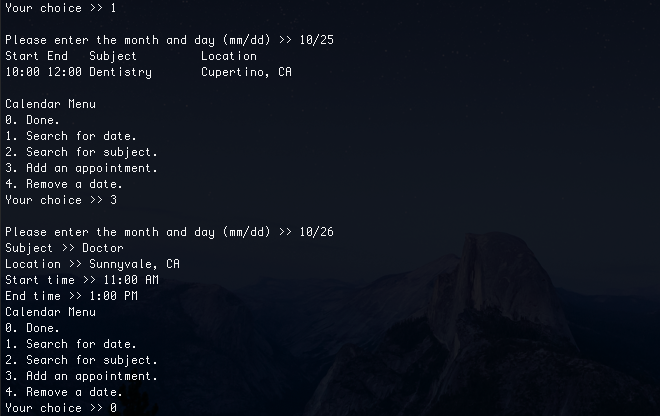 Your choice >> 1
Please enter the month and day (mm/dd) >> 10/25
Start End   Subject         Location
10:00 12:00 Dentistry       Cupertino, CA
Calendar Menu
0. Done.
1. Search for date.
2. Search for subject.
3. Add an appointment.
4. Remove a date.
Your choice >> 3
Please enter the month and day (mm/dd) >> 10/26
Subject >> Doctor
Location >> Sunnyvale, CA
Start time >> 11:00 AM
End time >> 1:00 PM
Calendar Menu
0. Done.
1. Search for date.
2. Search for subject.
3. Add an appointment.
4. Remove a date.
Your choice >> 0